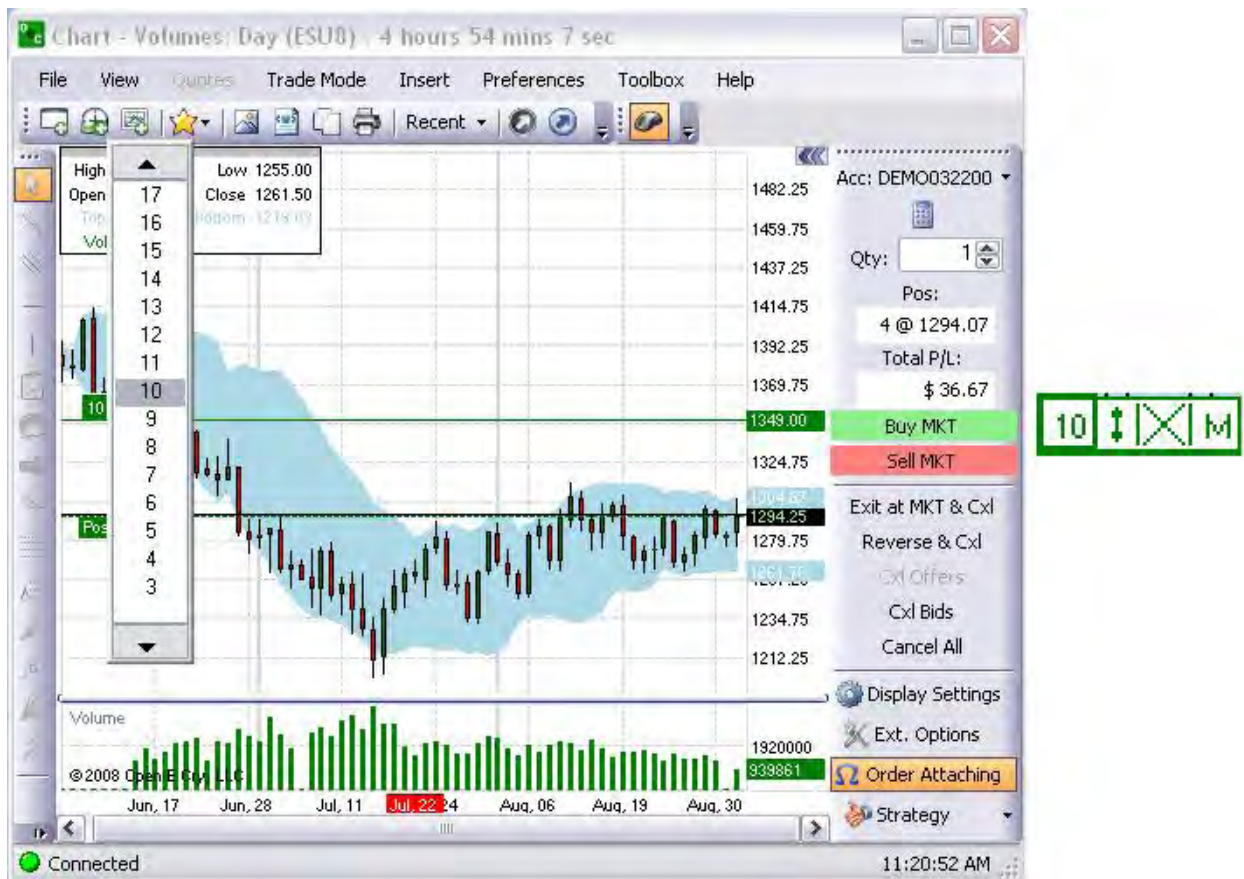 Chart - Volumes: Day (ESU8) - 4 hours 54 mins 7 sec
File View Quotes Trade Mode Insert Preferences Toolbox Help
Recent
High Low 1255.00
Open Close 1261.50
Vol
17
16
15
14
13
12
11
10
9
8
7
6
5
4
3
10
Pos
1482.25
1459.75
1437.25
1414.75
1392.25
1369.75
1349.00
1324.75
1294.25
1279.75
1234.75
1212.25
Volume
1920000
939861
©2008 Open E Cry, LLC
Jun, 17 Jun, 28 Jul, 11 Jul, 22 24 Aug, 06 Aug, 19 Aug, 30
Acc: DEMO032200
Qty: 1
Pos:
4 @ 1294.07
Total P/L:
$ 36.67
Buy MKT
Sell MKT
Exit at MKT & Cxl
Reverse & Cxl
Cxl Offers
Cxl Bids
Cancel All
Display Settings
Ext. Options
Order Attaching
Strategy
Connected 11:20:52 AM
10 M